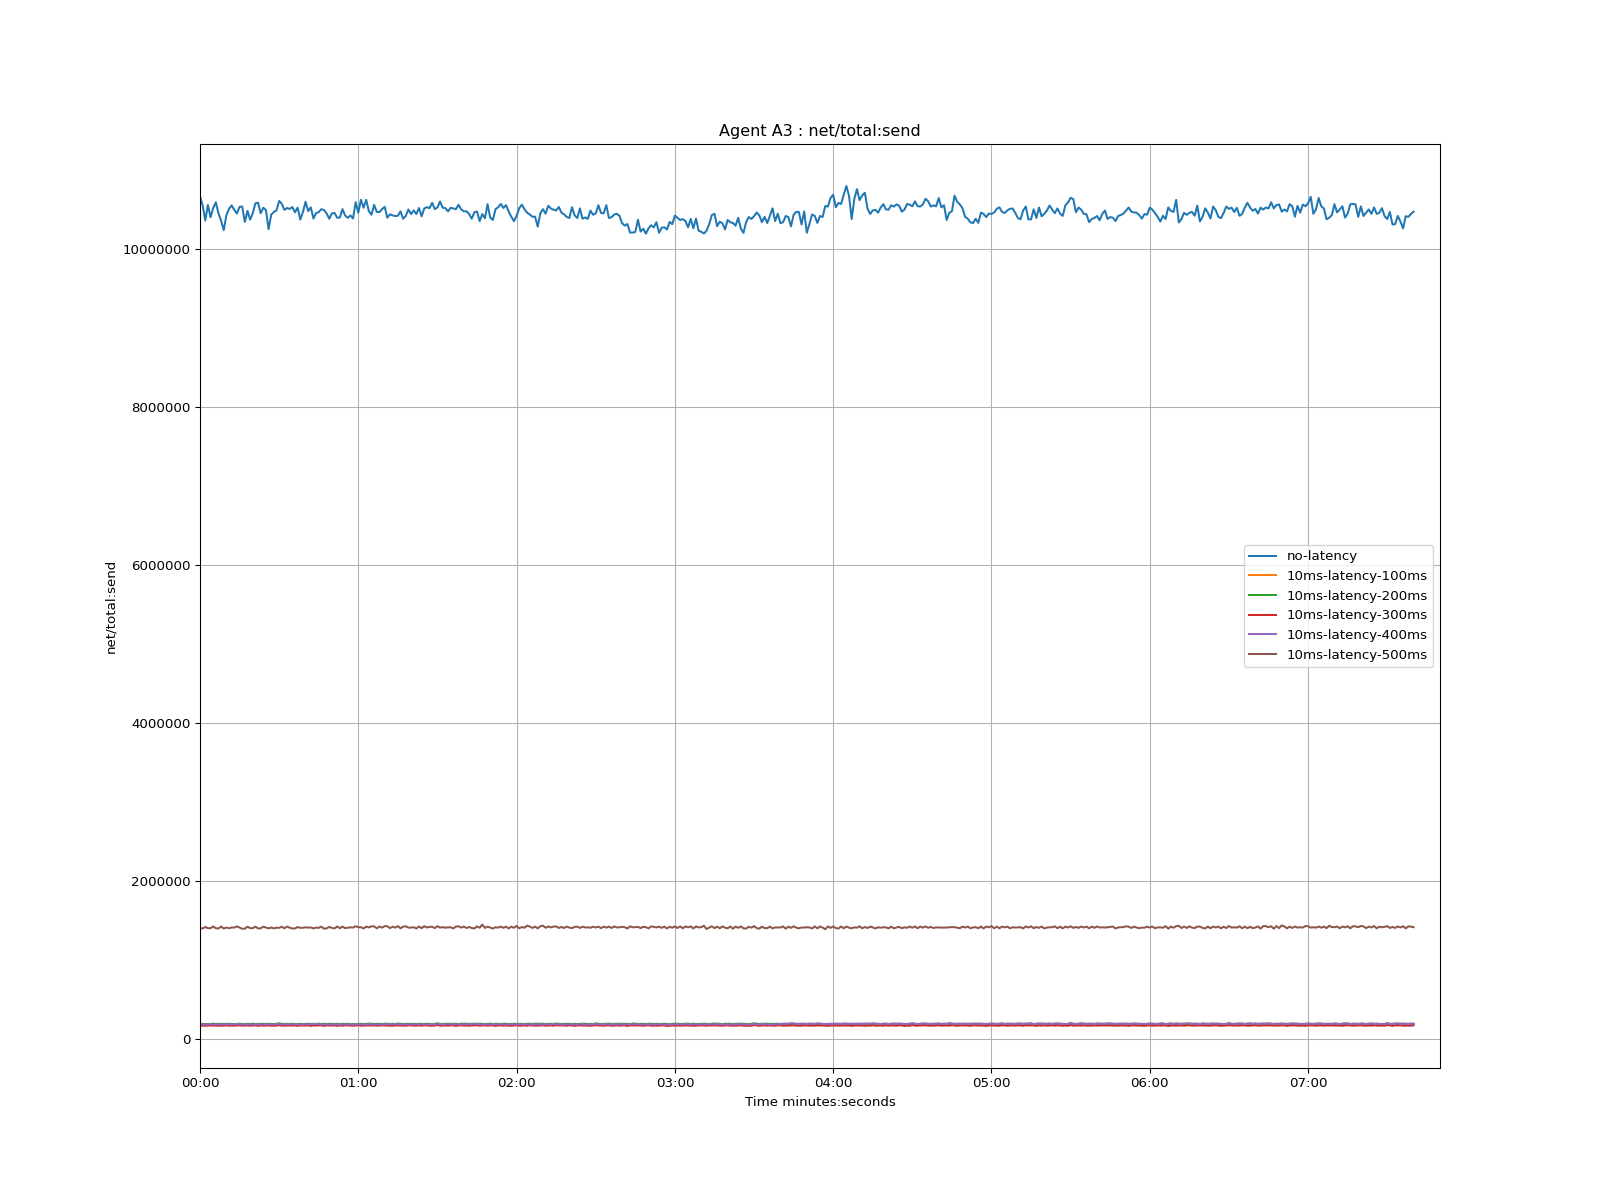 Agent A3 : net/total:send
10000000
8000000
6000000
4000000
2000000
0
net/total:send
no-latency
10ms-latency-100ms
10ms-latency-200ms
10ms-latency-300ms
10ms-latency-400ms
10ms-latency-500ms
00:00 01:00 02:00 03:00 04:00 05:00 06:00 07:00
Time minutes:seconds